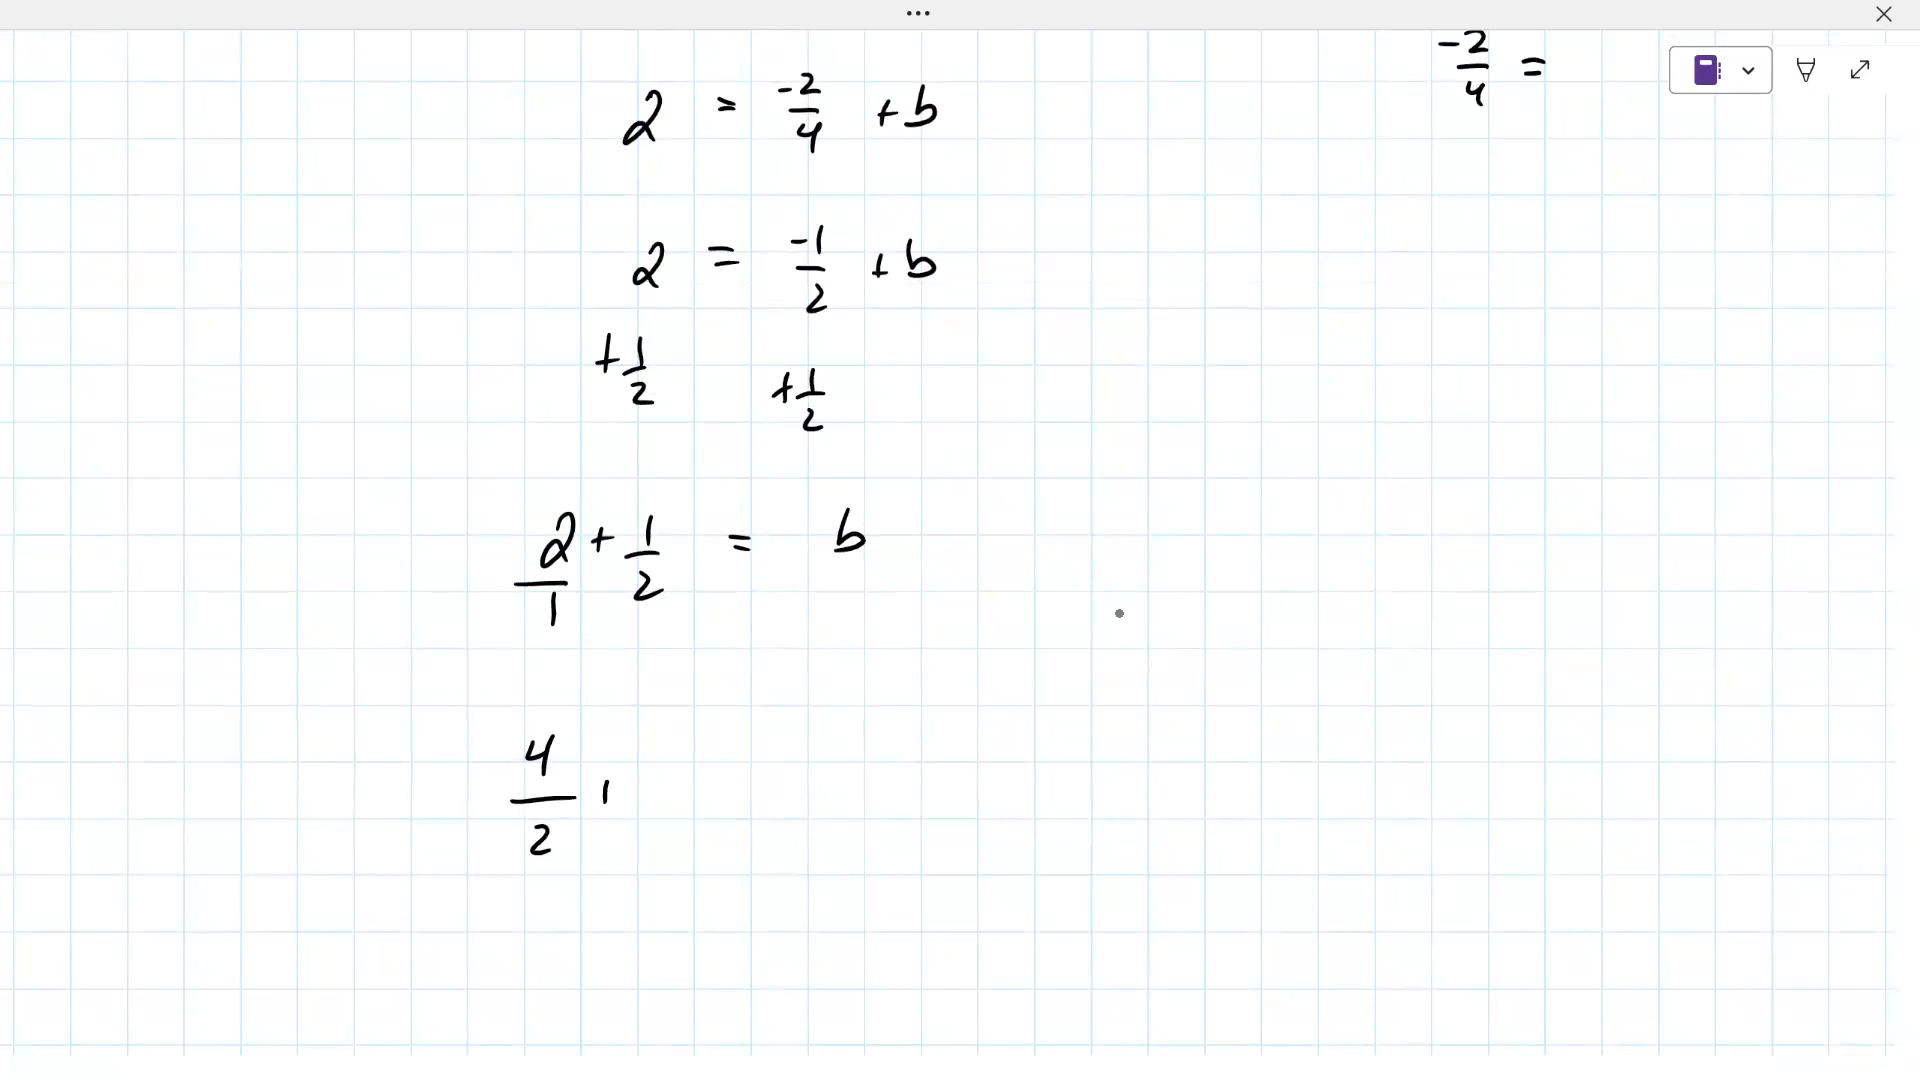 -2/4 =
2 = -2/4 + b
2 = -1/2 + b
+1/2 +1/2
2/1 + 1/2 = b
4/2